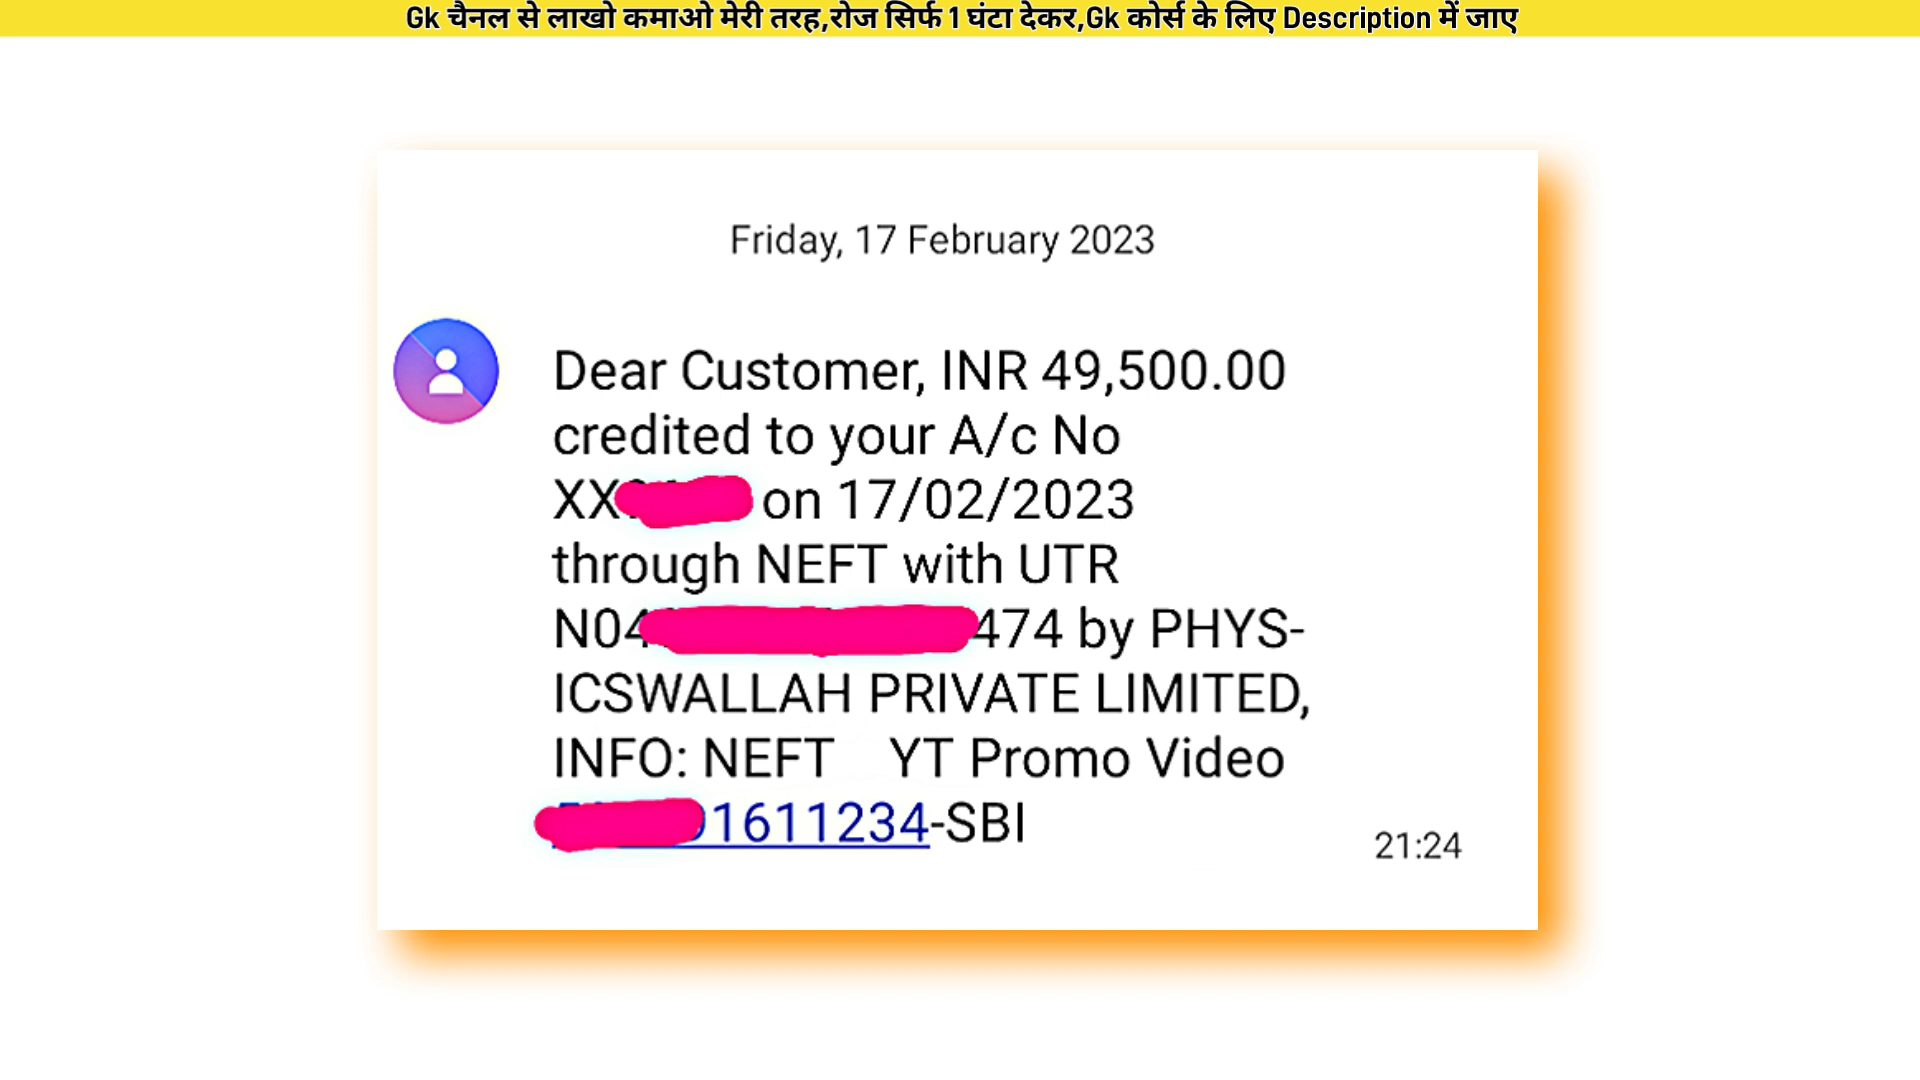 Gk चैनल से लाखो कमाओ मेरी तरह,रोज सिर्फ 1 घंटा देकर,Gk कोर्स के लिए Description में जाए
Friday, 17 February 2023
Dear Customer, INR 49,500.00
credited to your A/c No
XX on 17/02/2023
through NEFT with UTR
N04 474 by PHYS-
ICSWALLAH PRIVATE LIMITED,
INFO: NEFT YT Promo Video
1611234-SBI
21:24